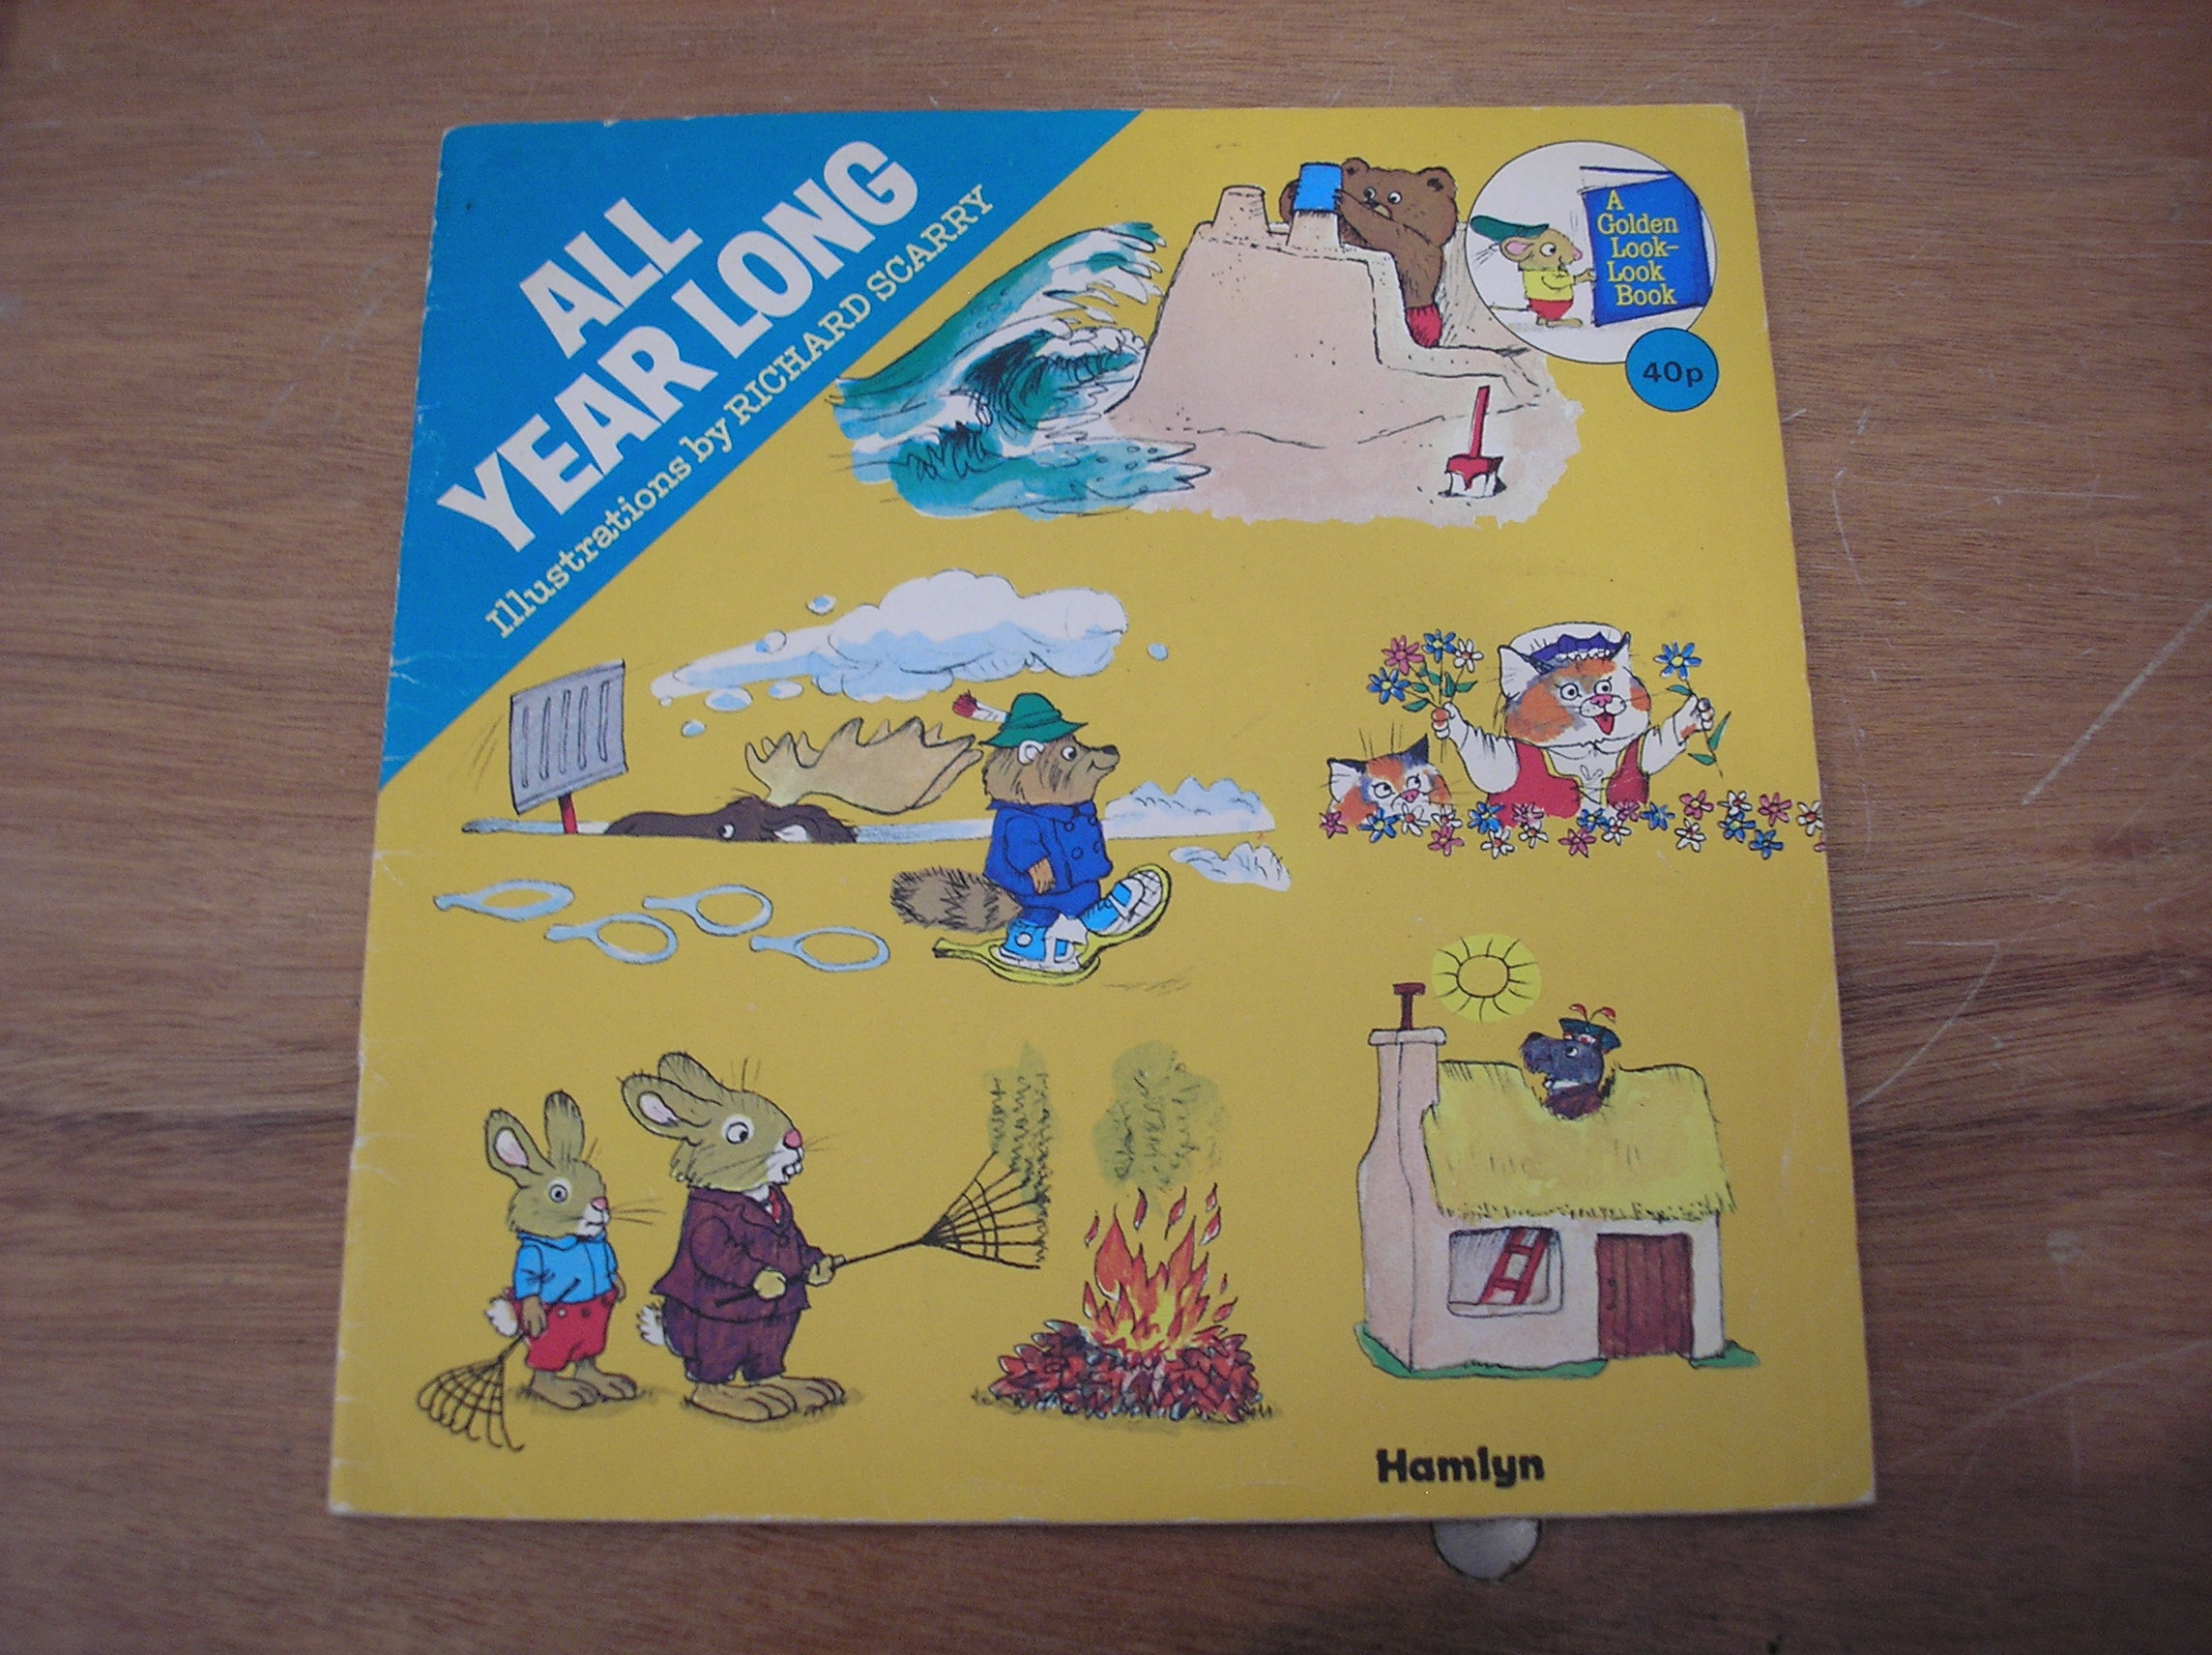 ALL
YEAR LONG
Illustrations by RICHARD SCARRY
A
Golden
Look-
Look
Book
40p
Hamlyn